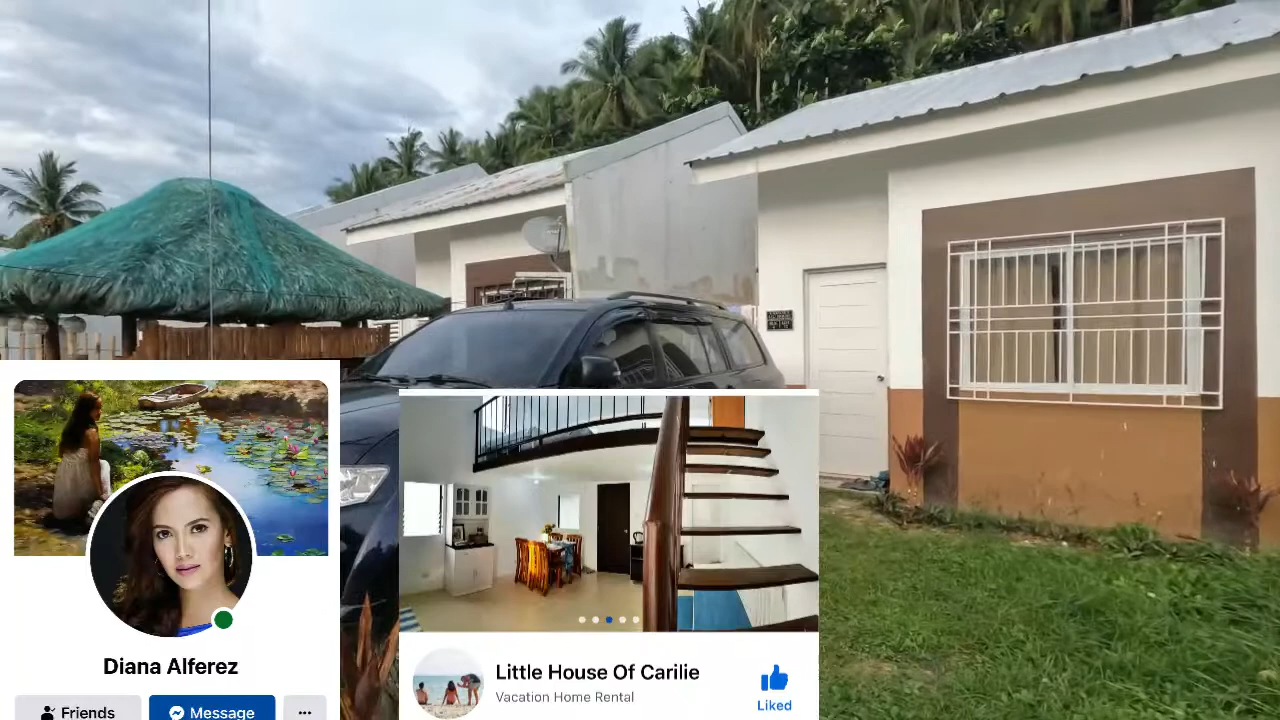 Diana Alferez
Friends
Message
Little House Of Carilie
Vacation Home Rental
Liked